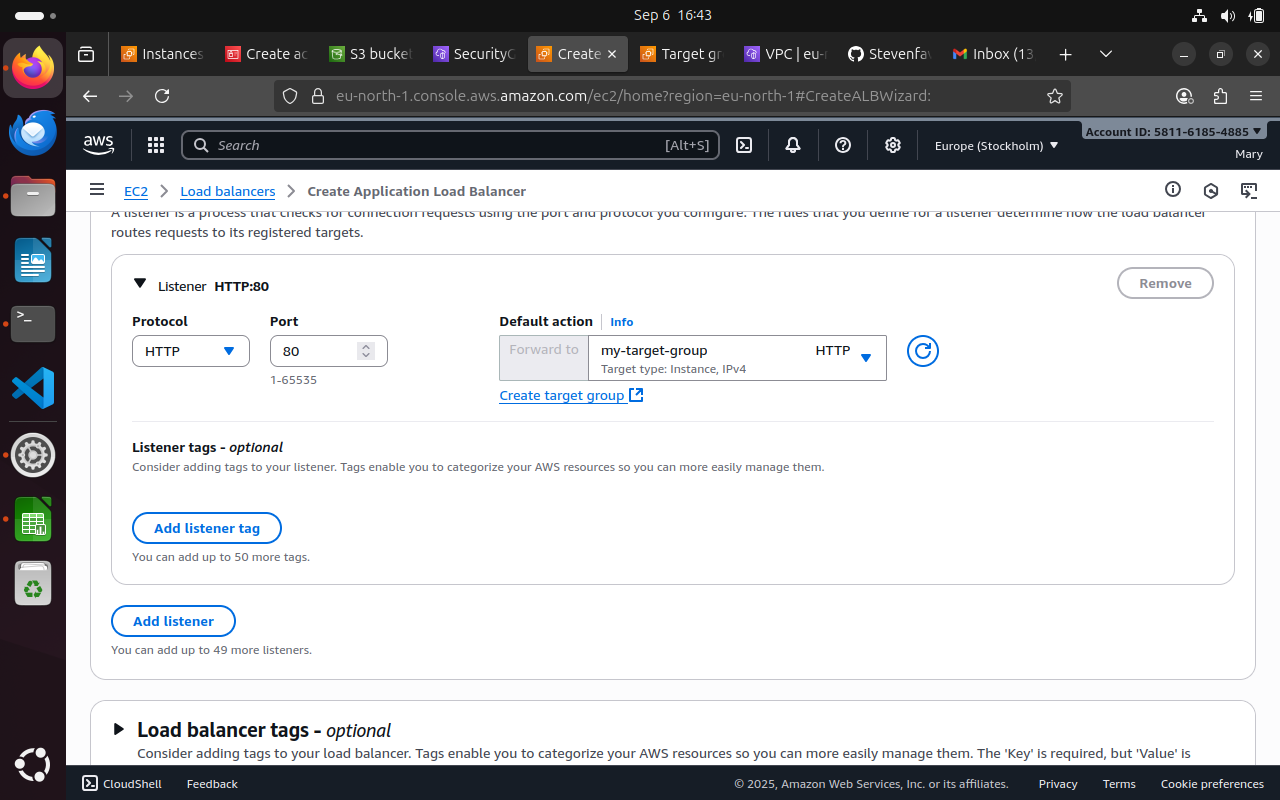 Sep 6 16:43
Instances
Create ac
S3 bucket
SecurityG
Create
Target gr
VPC | eu-
Stevenfav
Inbox (13
eu-north-1.console.aws.amazon.com/ec2/home?region=eu-north-1#CreateALBWizard:
aws
Search
[Alt+S]
Europe (Stockholm)
Account ID: 5811-6185-4885
Mary
EC2
Load balancers
Create Application Load Balancer
A listener is a process that checks for connection requests using the port and protocol you configure. The rules that you define for a listener determine how the load balancer
routes requests to its registered targets.
Listener HTTP:80
Remove
Protocol
Port
Default action
Info
HTTP
80
Forward to
my-target-group
HTTP
Target type: Instance, IPv4
1-65535
Create target group
Listener tags - optional
Consider adding tags to your listener. Tags enable you to categorize your AWS resources so you can more easily manage them.
Add listener tag
You can add up to 50 more tags.
Add listener
You can add up to 49 more listeners.
Load balancer tags - optional
Consider adding tags to your load balancer. Tags enable you to categorize your AWS resources so you can more easily manage them. The 'Key' is required, but 'Value' is
CloudShell
Feedback
© 2025, Amazon Web Services, Inc. or its affiliates.
Privacy
Terms
Cookie preferences